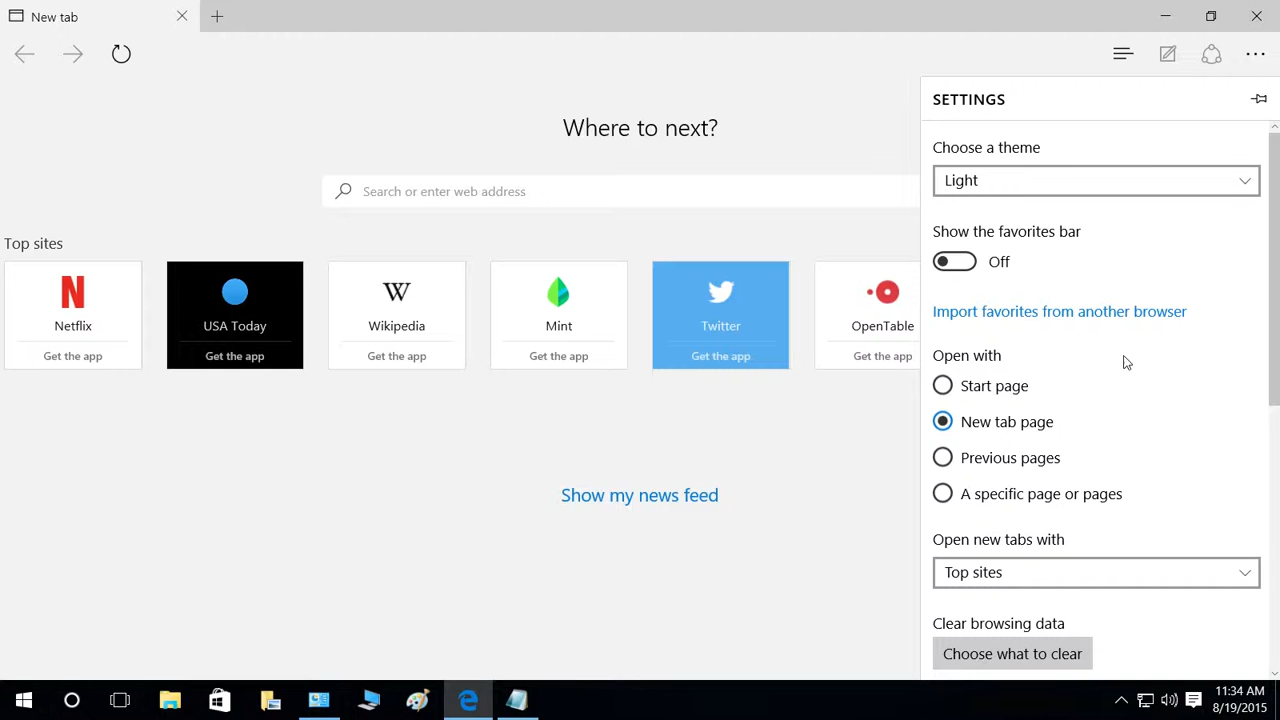 New tab
Where to next?
Search or enter web address
Top sites
Netflix
Get the app
USA Today
Get the app
W
Wikipedia
Get the app
Mint
Get the app
Twitter
Get the app
OpenTable
Get the app
Show my news feed
SETTINGS
Choose a theme
Light
Show the favorites bar
Off
Import favorites from another browser
Open with
Start page
New tab page
Previous pages
A specific page or pages
Open new tabs with
Top sites
Clear browsing data
Choose what to clear
11:34 AM
8/19/2015